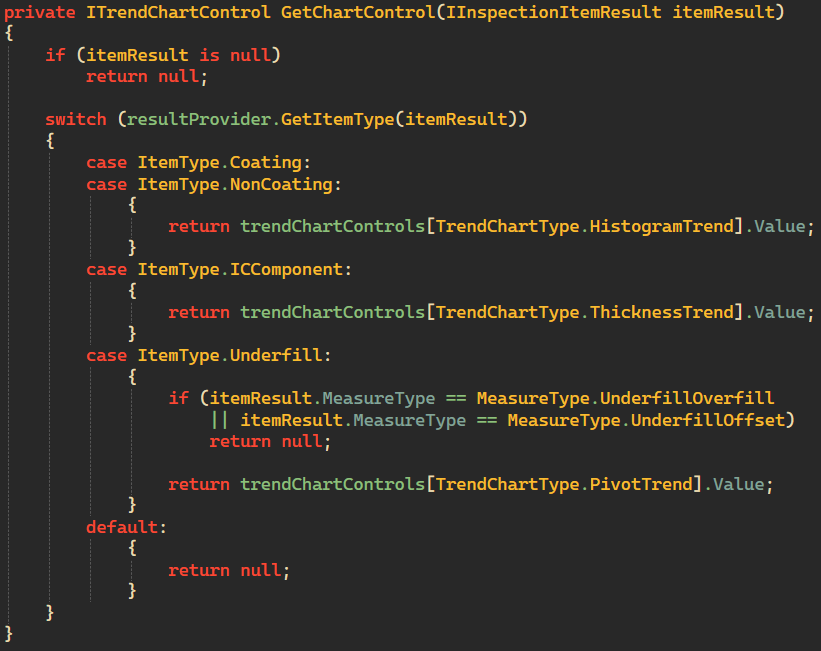 private ITrendChartControl GetChartControl(IInspectionItemResult itemResult)
{
    if (itemResult is null)
        return null;

    switch (resultProvider.GetItemType(itemResult))
    {
        case ItemType.Coating:
        case ItemType.NonCoating:
            {
                return trendChartControls[TrendChartType.HistogramTrend].Value;
            }
        case ItemType.ICComponent:
            {
                return trendChartControls[TrendChartType.ThicknessTrend].Value;
            }
        case ItemType.Underfill:
            {
                if (itemResult.MeasureType == MeasureType.UnderfillOverfill
                    || itemResult.MeasureType == MeasureType.UnderfillOffset)
                    return null;

                return trendChartControls[TrendChartType.PivotTrend].Value;
            }
        default:
            {
                return null;
            }
    }
}